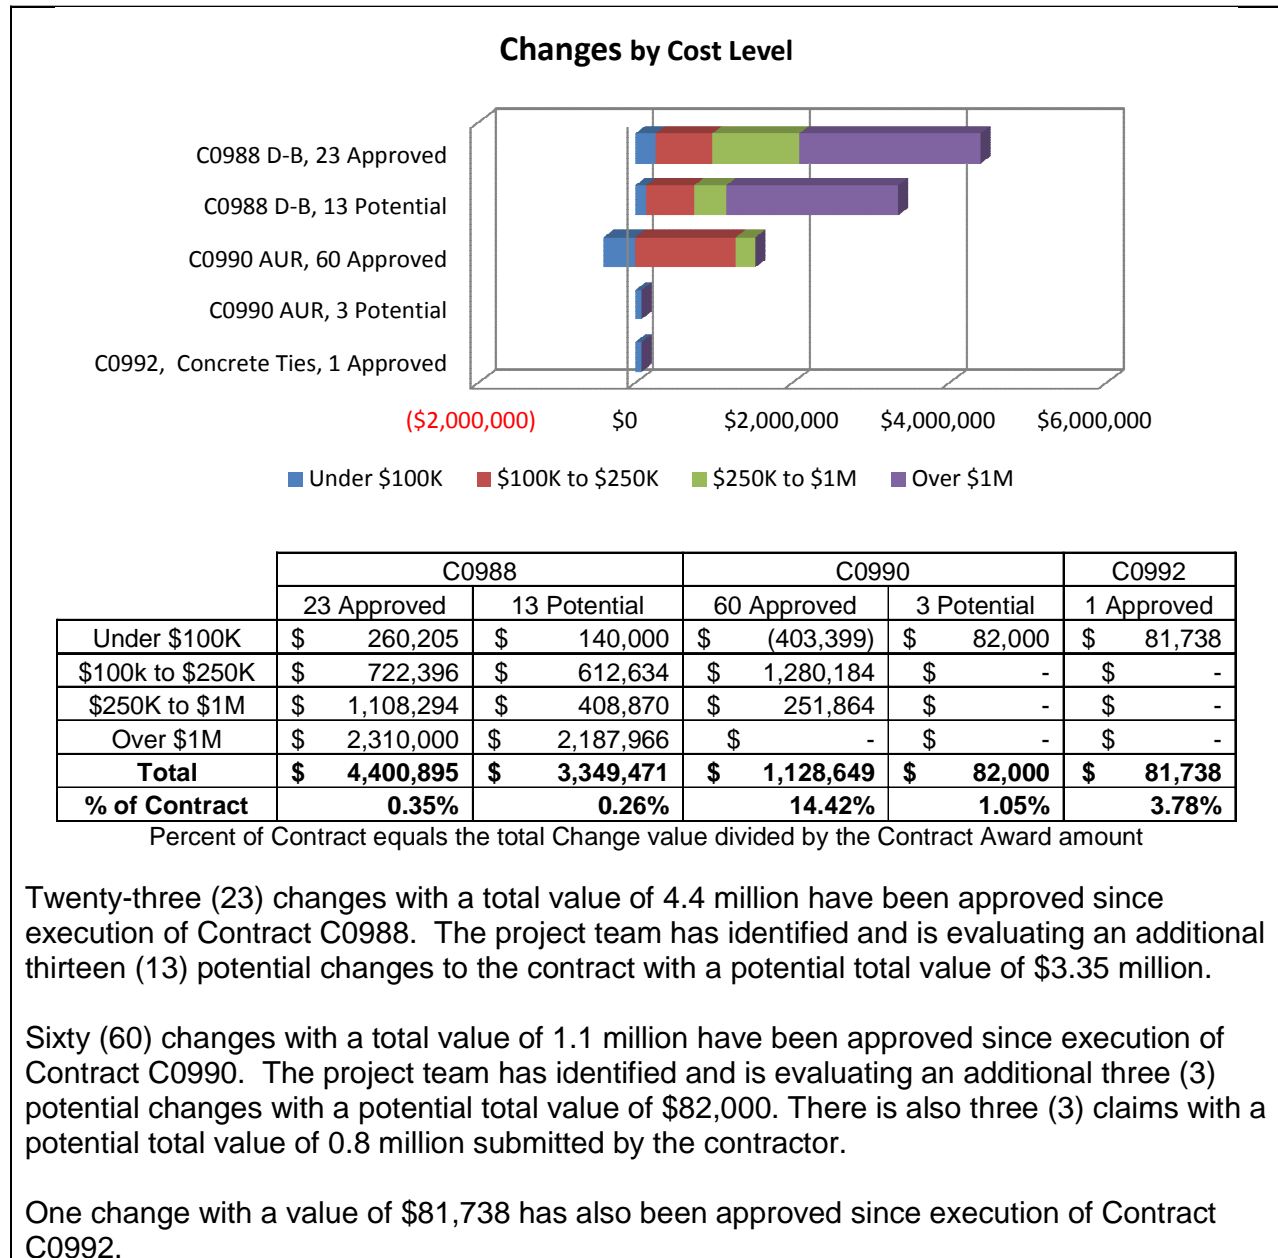 Changes by Cost Level
C0988 D-B, 23 Approved
C0988 D-B, 13 Potential
C0990 AUR, 60 Approved
C0990 AUR, 3 Potential
C0992,  Concrete Ties, 1 Approved
($2,000,000) $0 $2,000,000 $4,000,000 $6,000,000
Under $100K $100K to $250K $250K to $1M Over $1M
C0988 C0990 C0992
23 Approved 13 Potential 60 Approved 3 Potential 1 Approved
Under $100K $ 260,205 $ 140,000 $ (403,399) $ 82,000 $ 81,738
$100k to $250K $ 722,396 $ 612,634 $ 1,280,184 $ - $ -
$250K to $1M $ 1,108,294 $ 408,870 $ 251,864 $ - $ -
Over $1M $ 2,310,000 $ 2,187,966 $ - $ - $ -
Total $ 4,400,895 $ 3,349,471 $ 1,128,649 $ 82,000 $ 81,738
% of Contract 0.35% 0.26% 14.42% 1.05% 3.78%
Percent of Contract equals the total Change value divided by the Contract Award amount
Twenty-three (23) changes with a total value of 4.4 million have been approved since
execution of Contract C0988.  The project team has identified and is evaluating an additional
thirteen (13) potential changes to the contract with a potential total value of $3.35 million.
Sixty (60) changes with a total value of 1.1 million have been approved since execution of
Contract C0990.  The project team has identified and is evaluating an additional three (3)
potential changes with a potential total value of $82,000. There is also three (3) claims with a
potential total value of 0.8 million submitted by the contractor.
One change with a value of $81,738 has also been approved since execution of Contract
C0992.